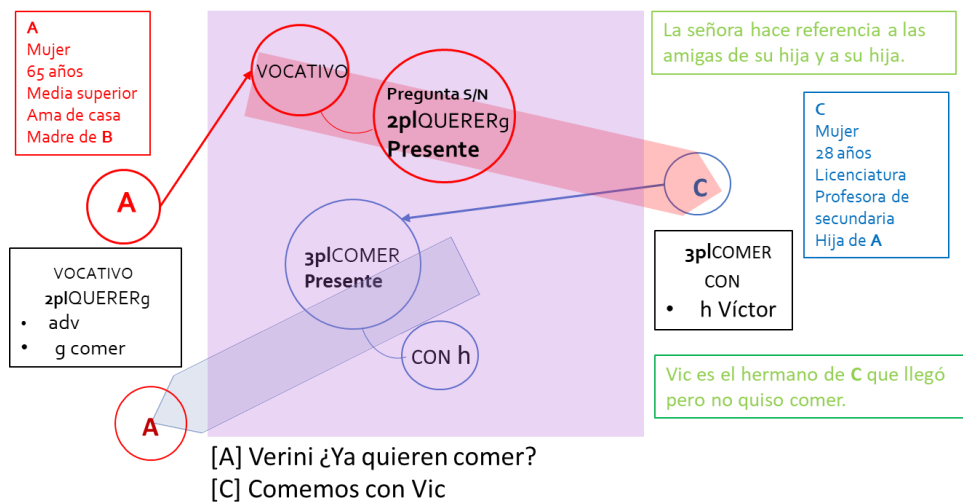 A
Mujer
65 años
Media superior
Ama de casa
Madre de B
VOCATIVO
Pregunta S/N
2plQUERERg
Presente
La señora hace referencia a las
amigas de su hija y a su hija.
C
Mujer
28 años
Licenciatura
Profesora de
secundaria
Hija de A
A
C
VOCATIVO
2plQUERERg
• adv
• g comer
3plCOMER
Presente
CON h
3plCOMER
CON
• h Víctor
A
Vic es el hermano de C que llegó
pero no quiso comer.
[A] Verini ¿Ya quieren comer?
[C] Comemos con Vic